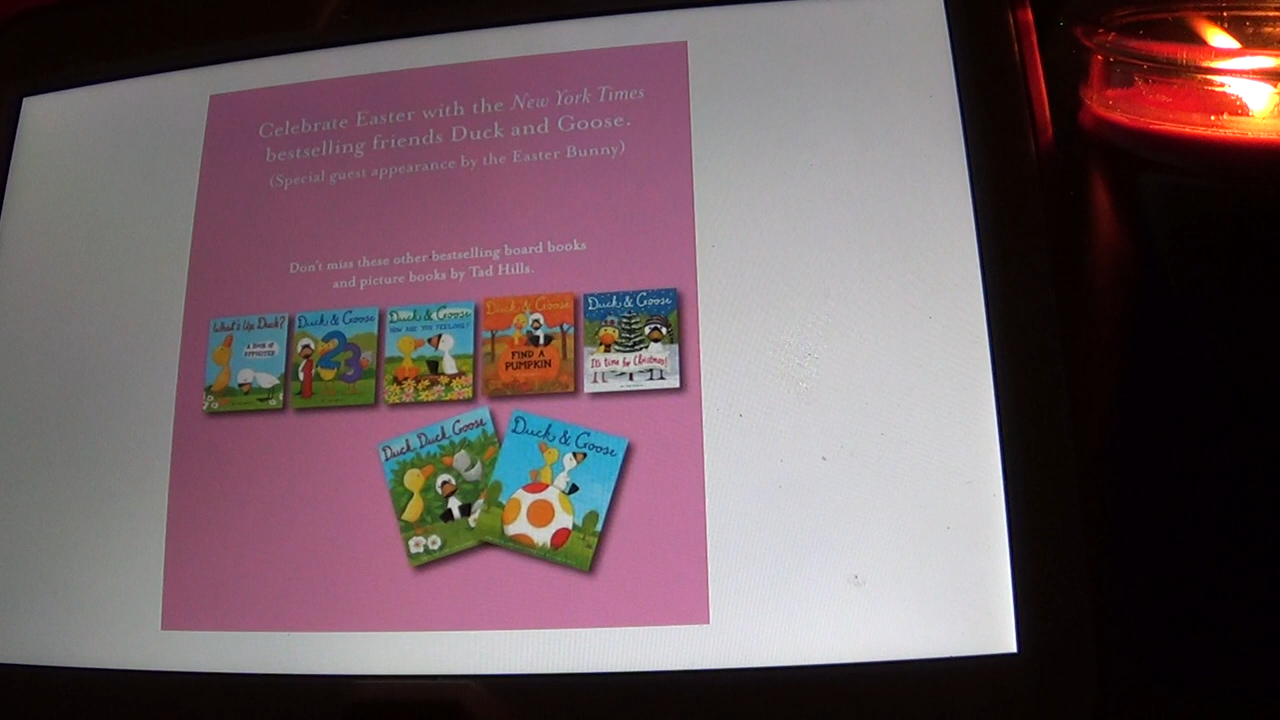 Celebrate Easter with the New York Times
bestselling friends Duck and Goose.
(Special guest appearance by the Easter Bunny)
Don't miss these other bestselling board books
and picture books by Tad Hills.
What's Up, Duck?
A BOOK OF
OPPOSITES
Duck & Goose
1 2 3
Duck & Goose
HOW ARE YOU FEELING?
Duck & Goose
FIND A
PUMPKIN
Duck & Goose
It's time for Christmas!
Duck Duck Goose
Duck & Goose